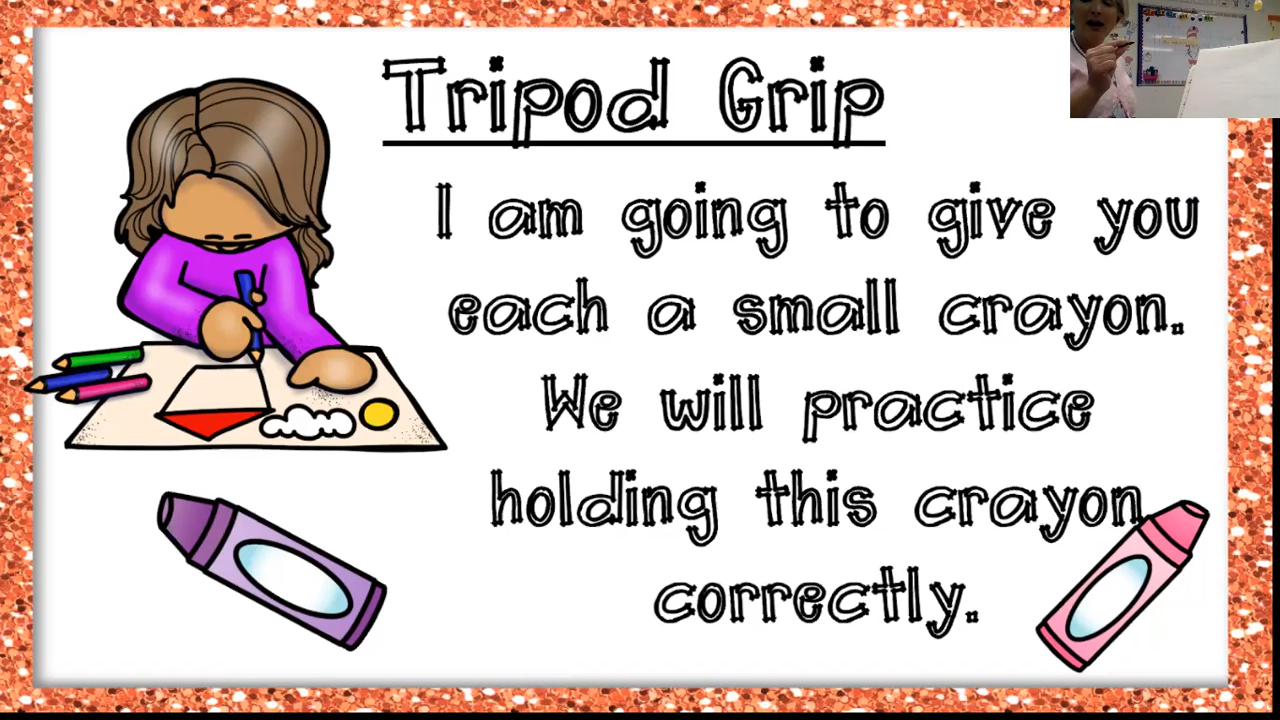 Tripod Grip
I am going to give you
each a small crayon.
We will practice
holding this crayon
correctly.